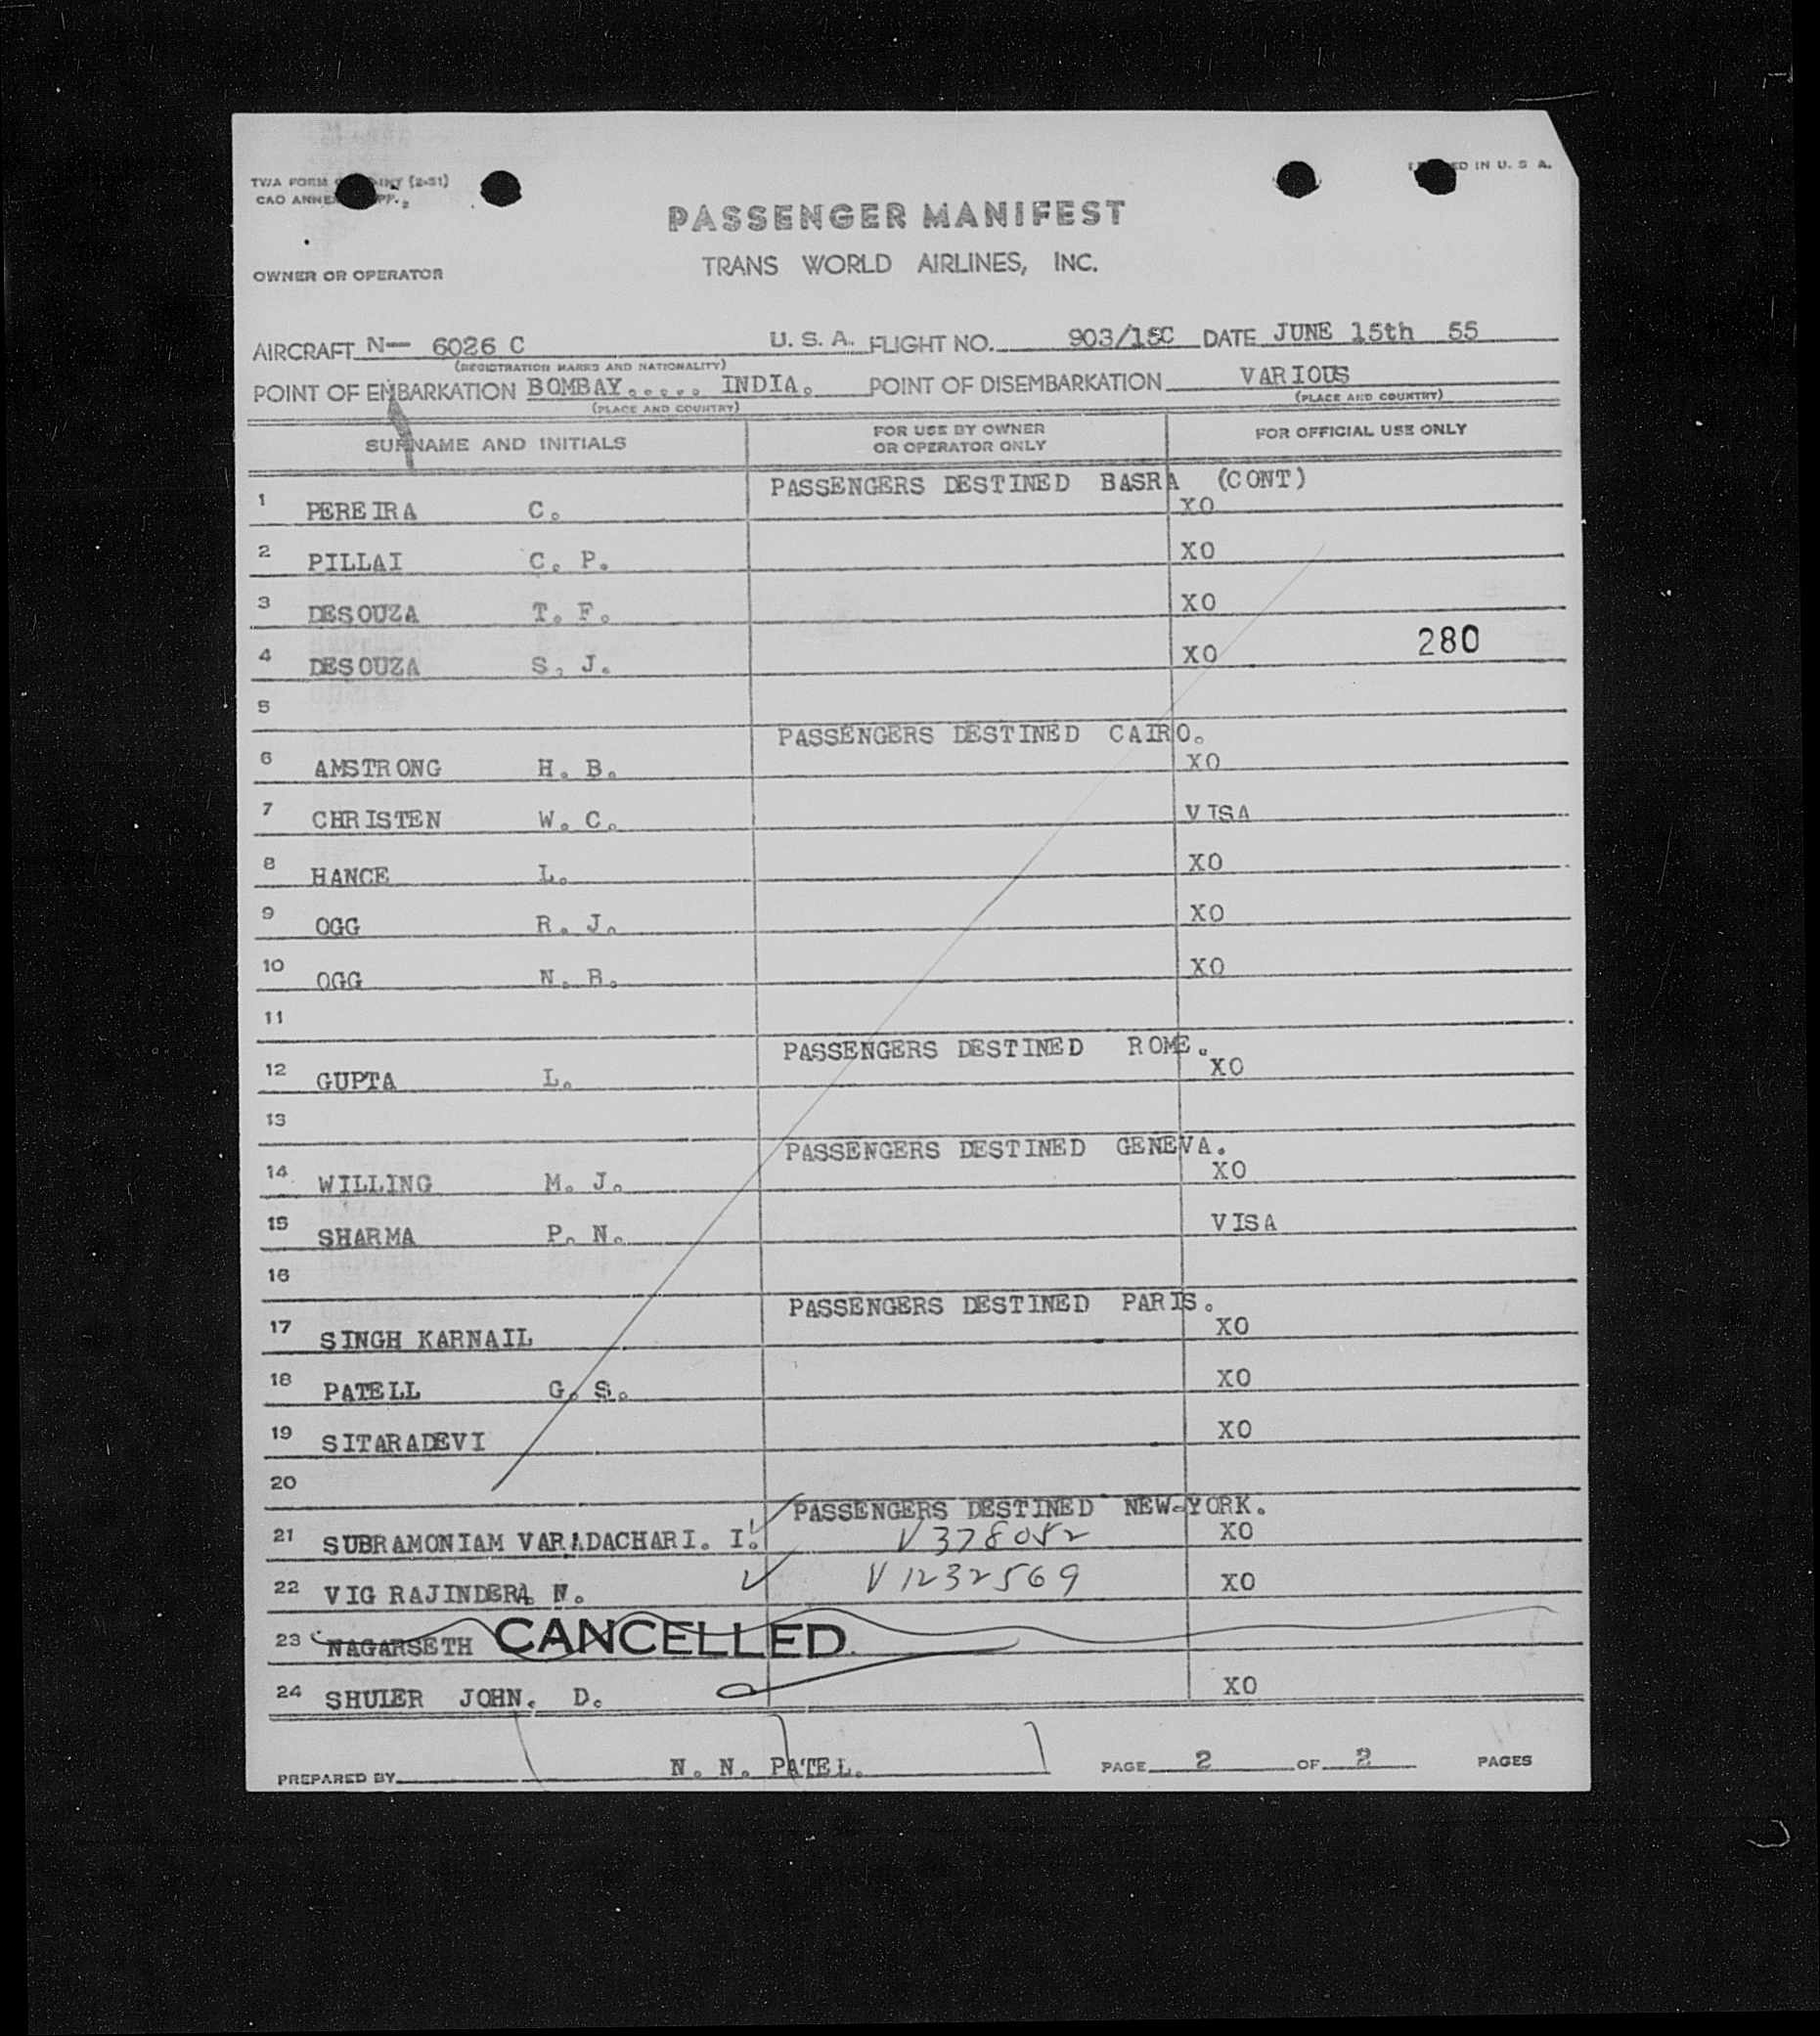 TWA FORM (2-51)
PRINTED IN U. S. A.
CAO ANNEX
PASSENGER MANIFEST
OWNER OR OPERATOR
TRANS WORLD AIRLINES, INC.
AIRCRAFT N— 6026 C U. S. A. FLIGHT NO. 903/15C DATE JUNE 15th 55
(REGISTRATION MARKS AND NATIONALITY)
POINT OF EMBARKATION BOMBAY..... INDIA. POINT OF DISEMBARKATION VARIOUS
(PLACE AND COUNTRY) (PLACE AND COUNTRY)
SURNAME AND INITIALS FOR USE BY OWNER OR OPERATOR ONLY FOR OFFICIAL USE ONLY
PASSENGERS DESTINED BASRA (CONT)
1 PEREIRA C. XO
2 PILLAI C. P. XO
3 DESOUZA T. F. XO
4 DESOUZA S. J. XO 280
5
PASSENGERS DESTINED CAIRO.
6 AMSTRONG H. B. XO
7 CHRISTEN W. C. VISA
8 HANCE L. XO
9 OGG R. J. XO
10 OGG N. B. XO
11
PASSENGERS DESTINED ROME.
12 GUPTA L. XO
13
PASSENGERS DESTINED GENEVA.
14 WILLING M. J. XO
15 SHARMA P. N. VISA
16
PASSENGERS DESTINED PARIS.
17 SINGH KARNAIL XO
18 PATELL G. S. XO
19 SITARADEVI XO
20
PASSENGERS DESTINED NEW-YORK.
21 SUBRAMONIAM VARADACHARI. I. V378052 XO
22 VIG RAJINDERA N. V1232569 XO
23 NAGARSETH CANCELLED
24 SHULER JOHN. D. XO
PREPARED BY N. N. PATEL. PAGE 2 OF 2 PAGES